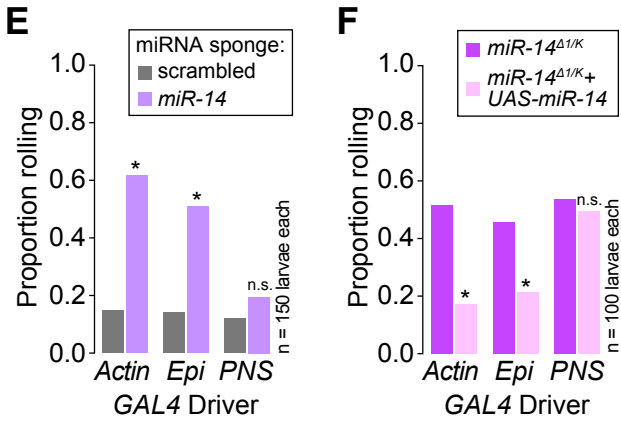 E
miRNA sponge:
scrambled
miR-14
Proportion rolling
1.0
0.8
0.6
0.4
0.2
0.0
*
*
n.s.
n = 150 larvae each
Actin Epi PNS
GAL4 Driver
F
miR-14Δ1/K
miR-14Δ1/K+
UAS-miR-14
Proportion rolling
1.0
0.8
0.6
0.4
0.2
0.0
*
*
n.s.
n = 100 larvae each
Actin Epi PNS
GAL4 Driver